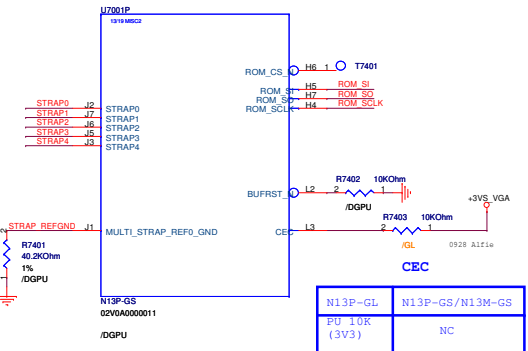 U7001P
13/19 MISC2
ROM_CS_N H6 1 T7401
ROM_SI H5 ROM_SI
ROM_SO H7 ROM_SO
ROM_SCLK H4 ROM_SCLK
STRAP0 J2 STRAP0
STRAP1 J7 STRAP1
STRAP2 J6 STRAP2
STRAP3 J5 STRAP3
STRAP4 J3 STRAP4
R7402 10KOhm
BUFRST_N L2 2 1
/DGPU
+3VS_VGA
R7403 10KOhm
STRAP_REFGND J1 MULTI_STRAP_REF0_GND
CEC L3 2 1
/GL
0928 Alfie
2
R7401
40.2KOhm
1%
/DGPU
1
CEC
N13P-GS
02V0A0000011
/DGPU
N13P-GL N13P-GS/N13M-GS
PU 10K
(3V3)
NC